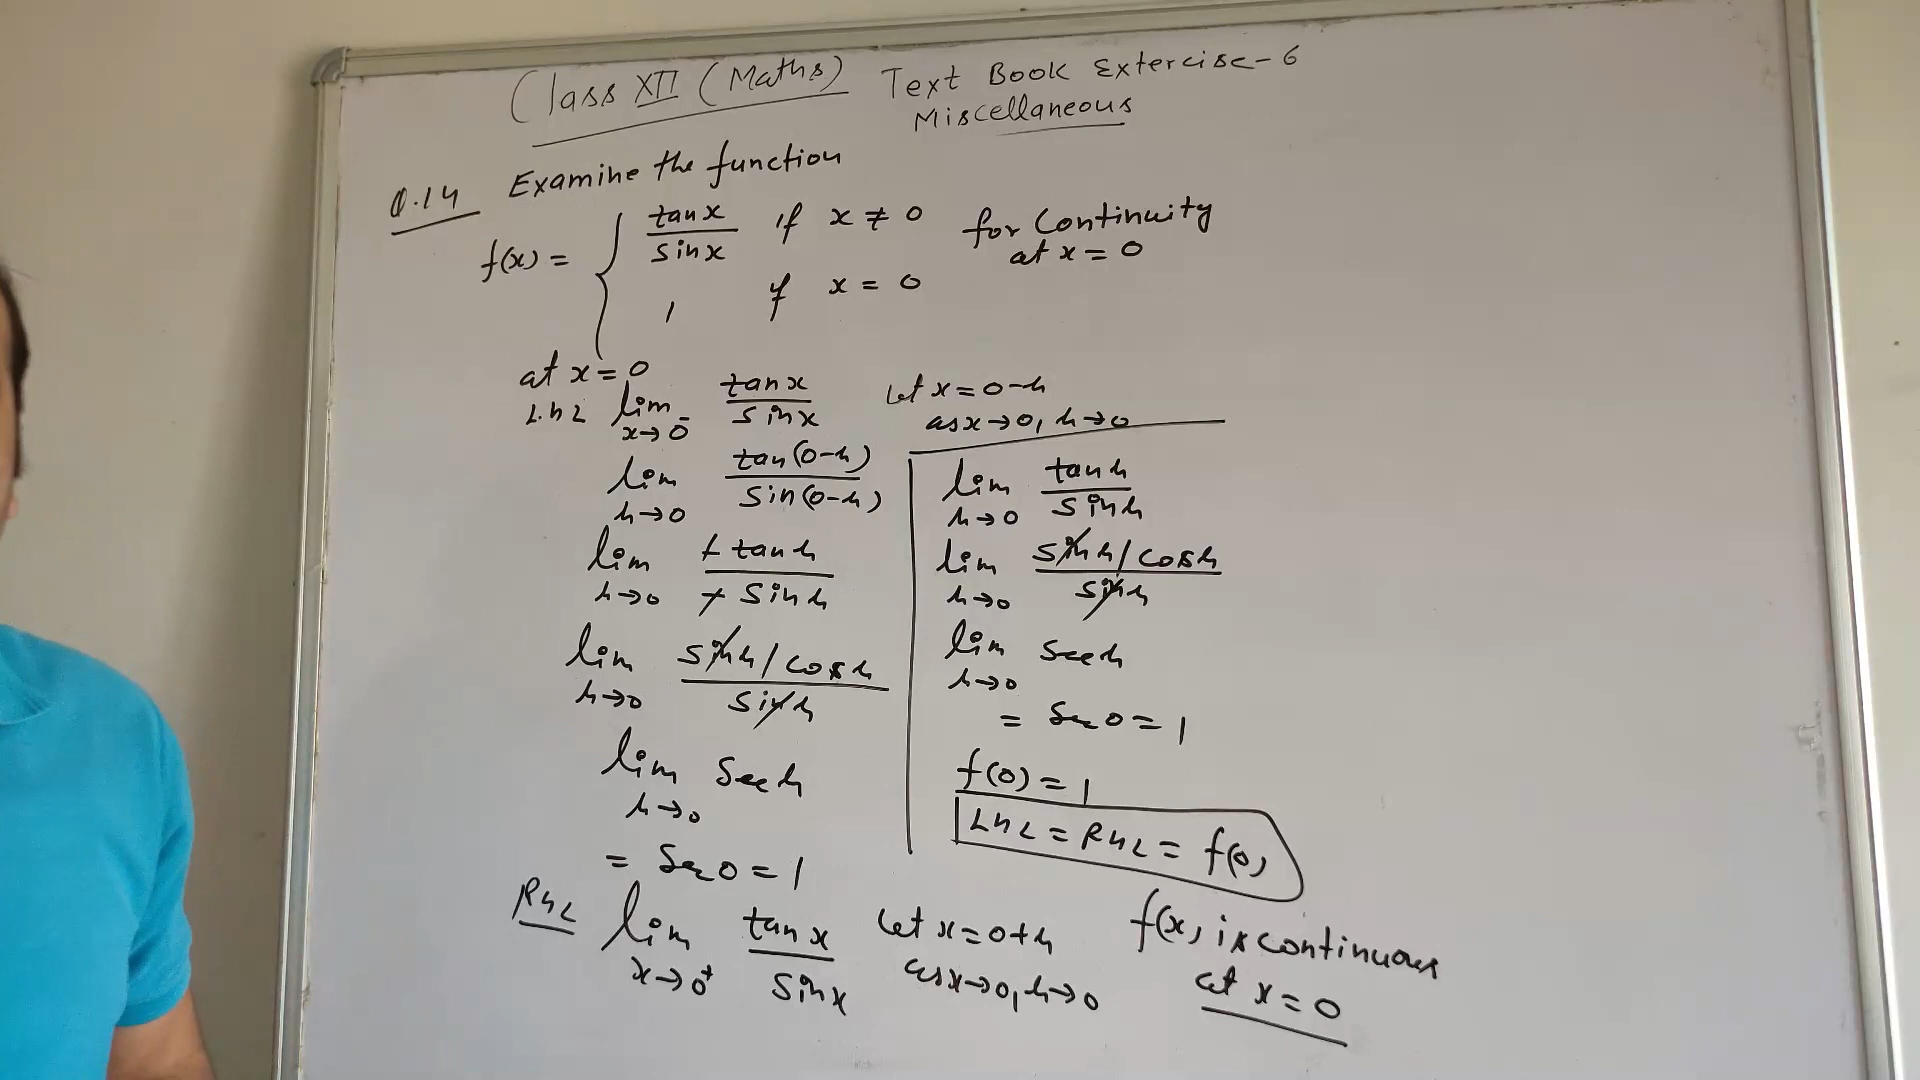 Class XII (Maths) Text Book Extercise-6
Miscellaneous
Q.14 Examine the function
f(x) = { tanx / sinx if x ≠ 0 for Continuity
at x = 0
1 if x = 0
at x = 0
L.h L lim x→0⁻ tanx / sinx let x = 0-h
as x→0, h→0
lim h→0 tan(0-h) / sin(0-h)
lim h→0 - tanh / - sinh
lim h→0 sinh/cosh / sinh
lim h→0 Sech
= Sec0 = 1
RhL lim x→0⁺ tanx / sinx let x = 0+h
as x→0, h→0
lim h→0 tanh / sinh
lim h→0 sinh/cosh / sinh
lim h→0 Sech
= Sec0 = 1
f(0) = 1
LhL = RhL = f(0)
f(x) is continuous
at x = 0